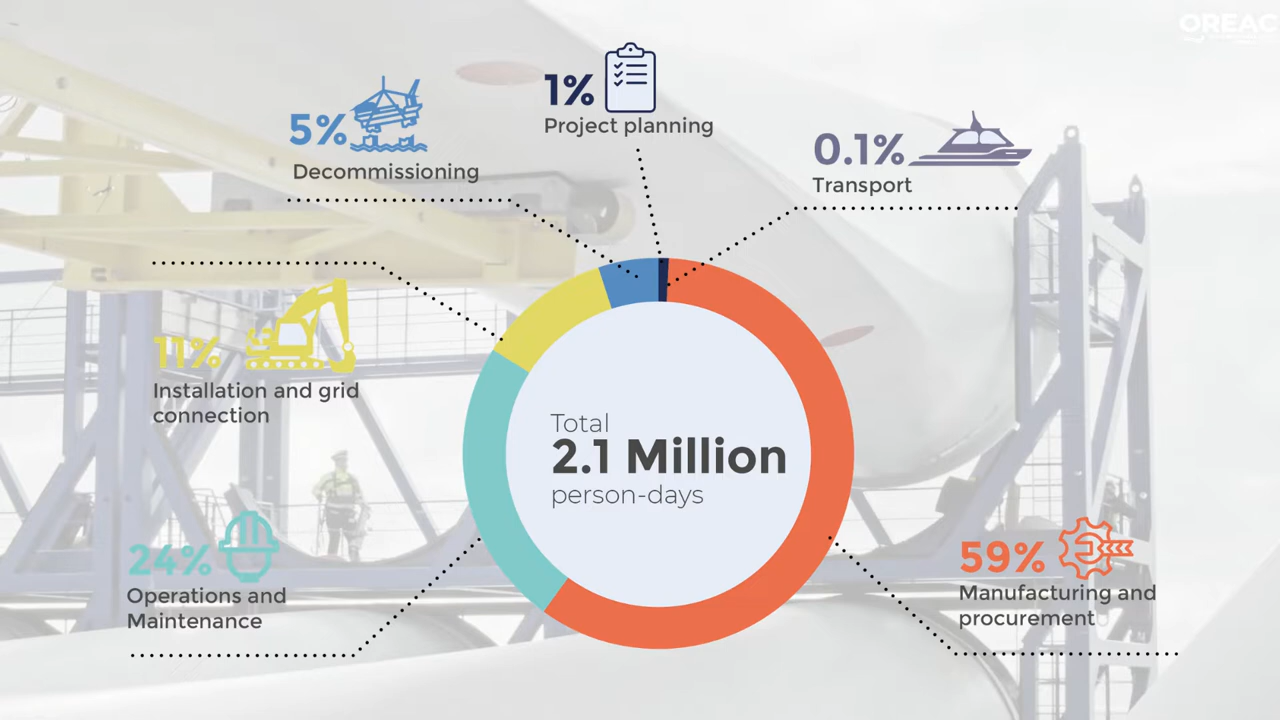 OREAC
1%
Project planning
5%
Decommissioning
0.1%
Transport
11%
Installation and grid
connection
Total
2.1 Million
person-days
24%
Operations and
Maintenance
59%
Manufacturing and
procurement